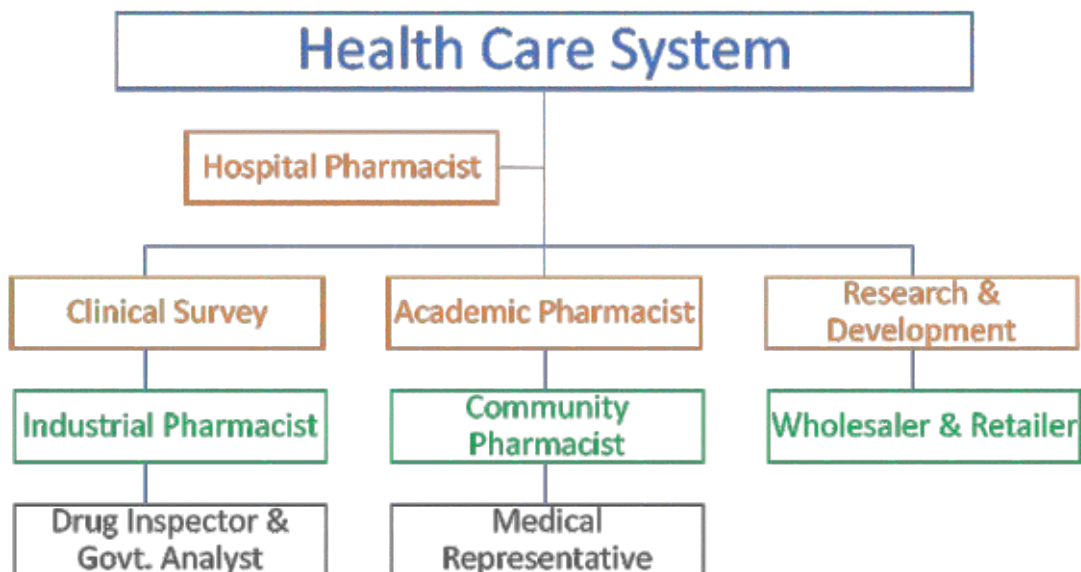 Health Care System
Hospital Pharmacist
Clinical Survey
Academic Pharmacist
Research &
Development
Industrial Pharmacist
Community
Pharmacist
Wholesaler & Retailer
Drug Inspector &
Govt. Analyst
Medical
Representative